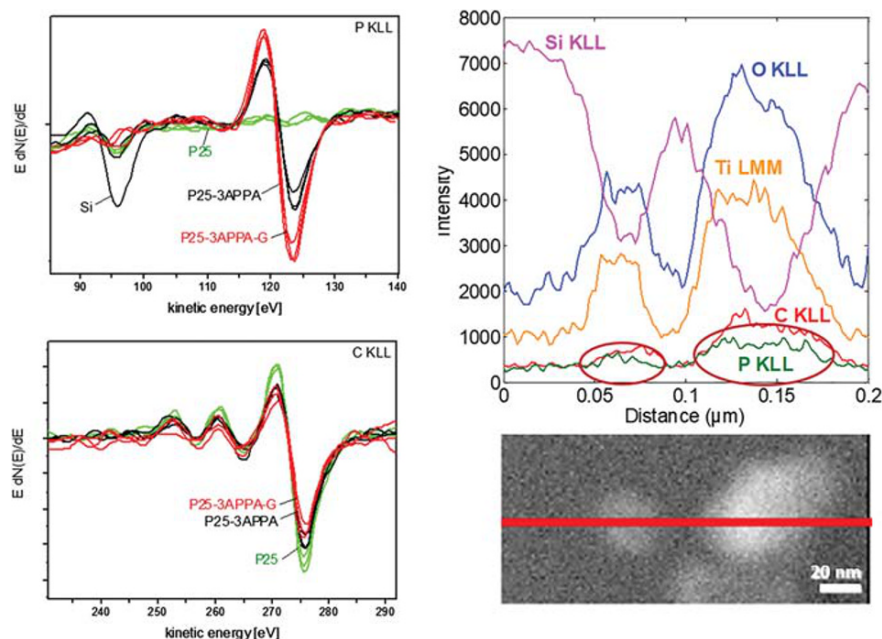 P KLL
E dN(E)/dE
P25
Si
P25-3APPA
P25-3APPA-G
90 100 110 120 130 140
kinetic energy [eV]
C KLL
E dN(E)/dE
P25-3APPA-G
P25-3APPA
P25
240 250 260 270 280 290
kinetic energy [eV]
8000
7000
6000
5000
4000
3000
2000
1000
0
Intensity
Si KLL
O KLL
Ti LMM
C KLL
P KLL
0 0.05 0.1 0.15 0.2
Distance (µm)
20 nm